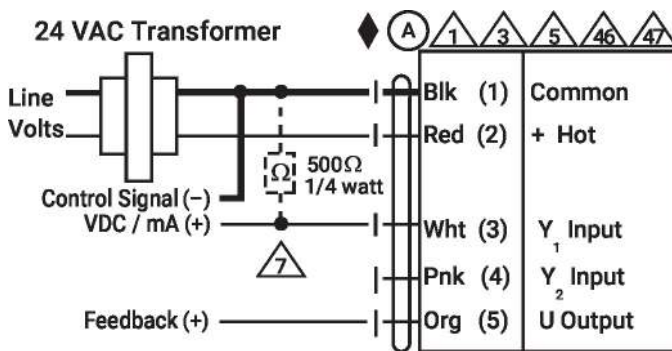 24 VAC Transformer
A 1 3 5 46 47
Line
Volts
Blk (1) Common
Red (2) + Hot
Ω 500Ω
1/4 watt
Control Signal (−)
VDC / mA (+)
7
Wht (3) Y1 Input
Pnk (4) Y2 Input
Feedback (+)
Org (5) U Output